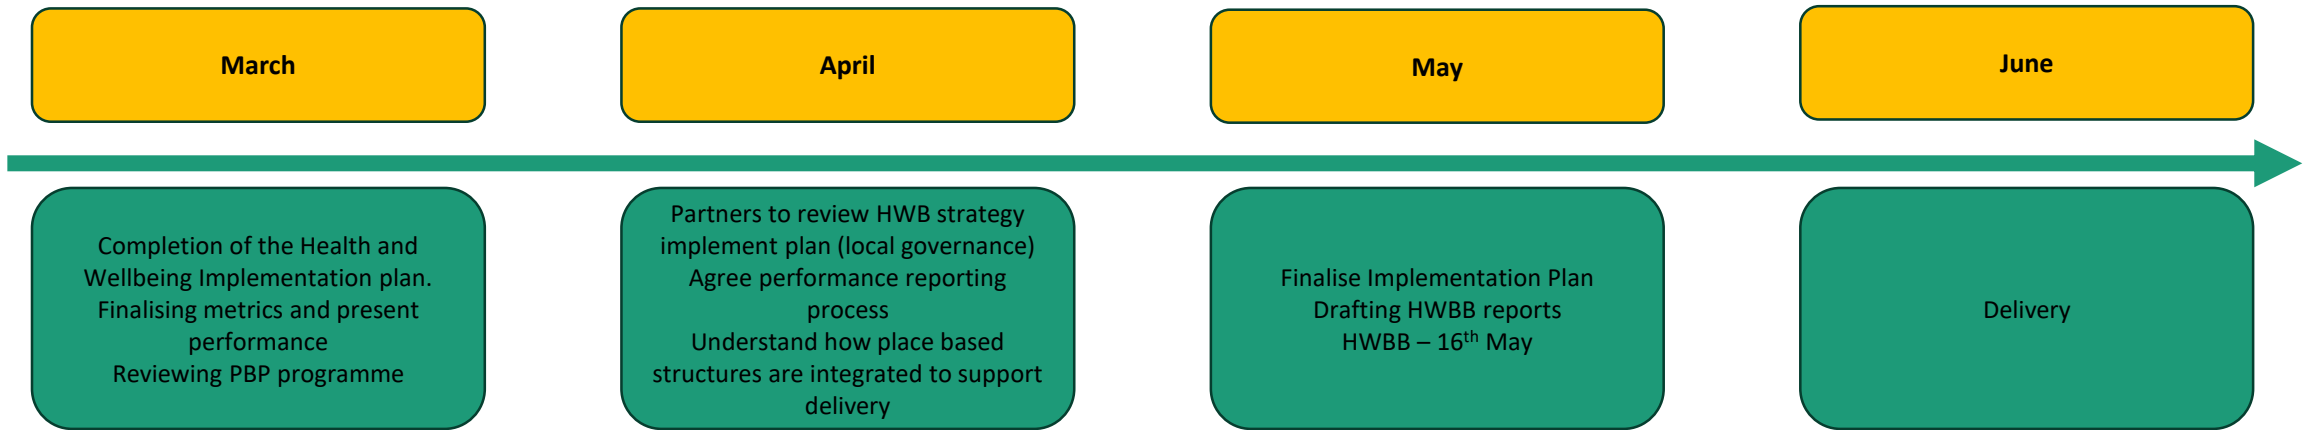 March
April
May
June
Completion of the Health and
Wellbeing Implementation plan.
Finalising metrics and present
performance
Reviewing PBP programme
Partners to review HWB strategy
implement plan (local governance)
Agree performance reporting
process
Understand how place based
structures are integrated to support
delivery
Finalise Implementation Plan
Drafting HWBB reports
HWBB – 16th May
Delivery